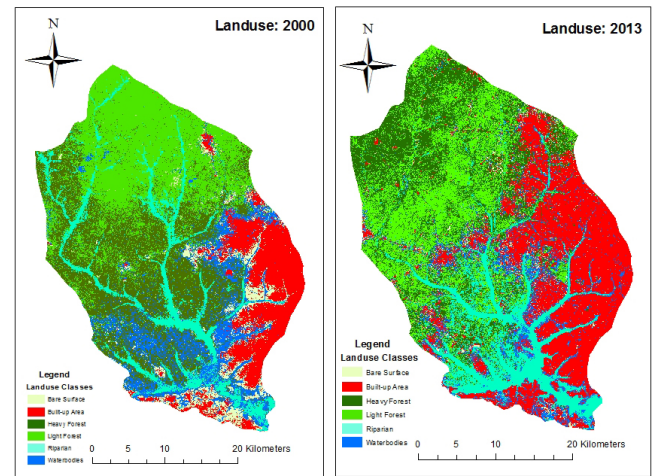 Landuse: 2000
N
Legend
Landuse Classes
Bare Surface
Built-up Area
Heavy Forest
Light Forest
Riparian
Waterbodies
0 5 10 20 Kilometers
Landuse: 2013
N
Legend
Landuse Classes
Bare Surface
Built-up Area
Heavy Forest
Light Forest
Riparian
Waterbodies
0 5 10 20 Kilometers